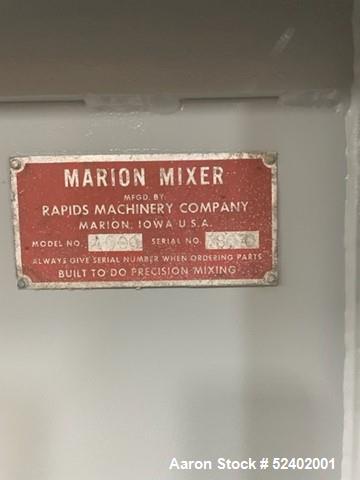 MARION MIXER
MFGD. BY:
RAPIDS MACHINERY COMPANY
MARION, IOWA U.S.A.
MODEL NO. SERIAL NO.
ALWAYS GIVE SERIAL NUMBER WHEN ORDERING PARTS
BUILT TO DO PRECISION MIXING
Aaron Stock # 52402001